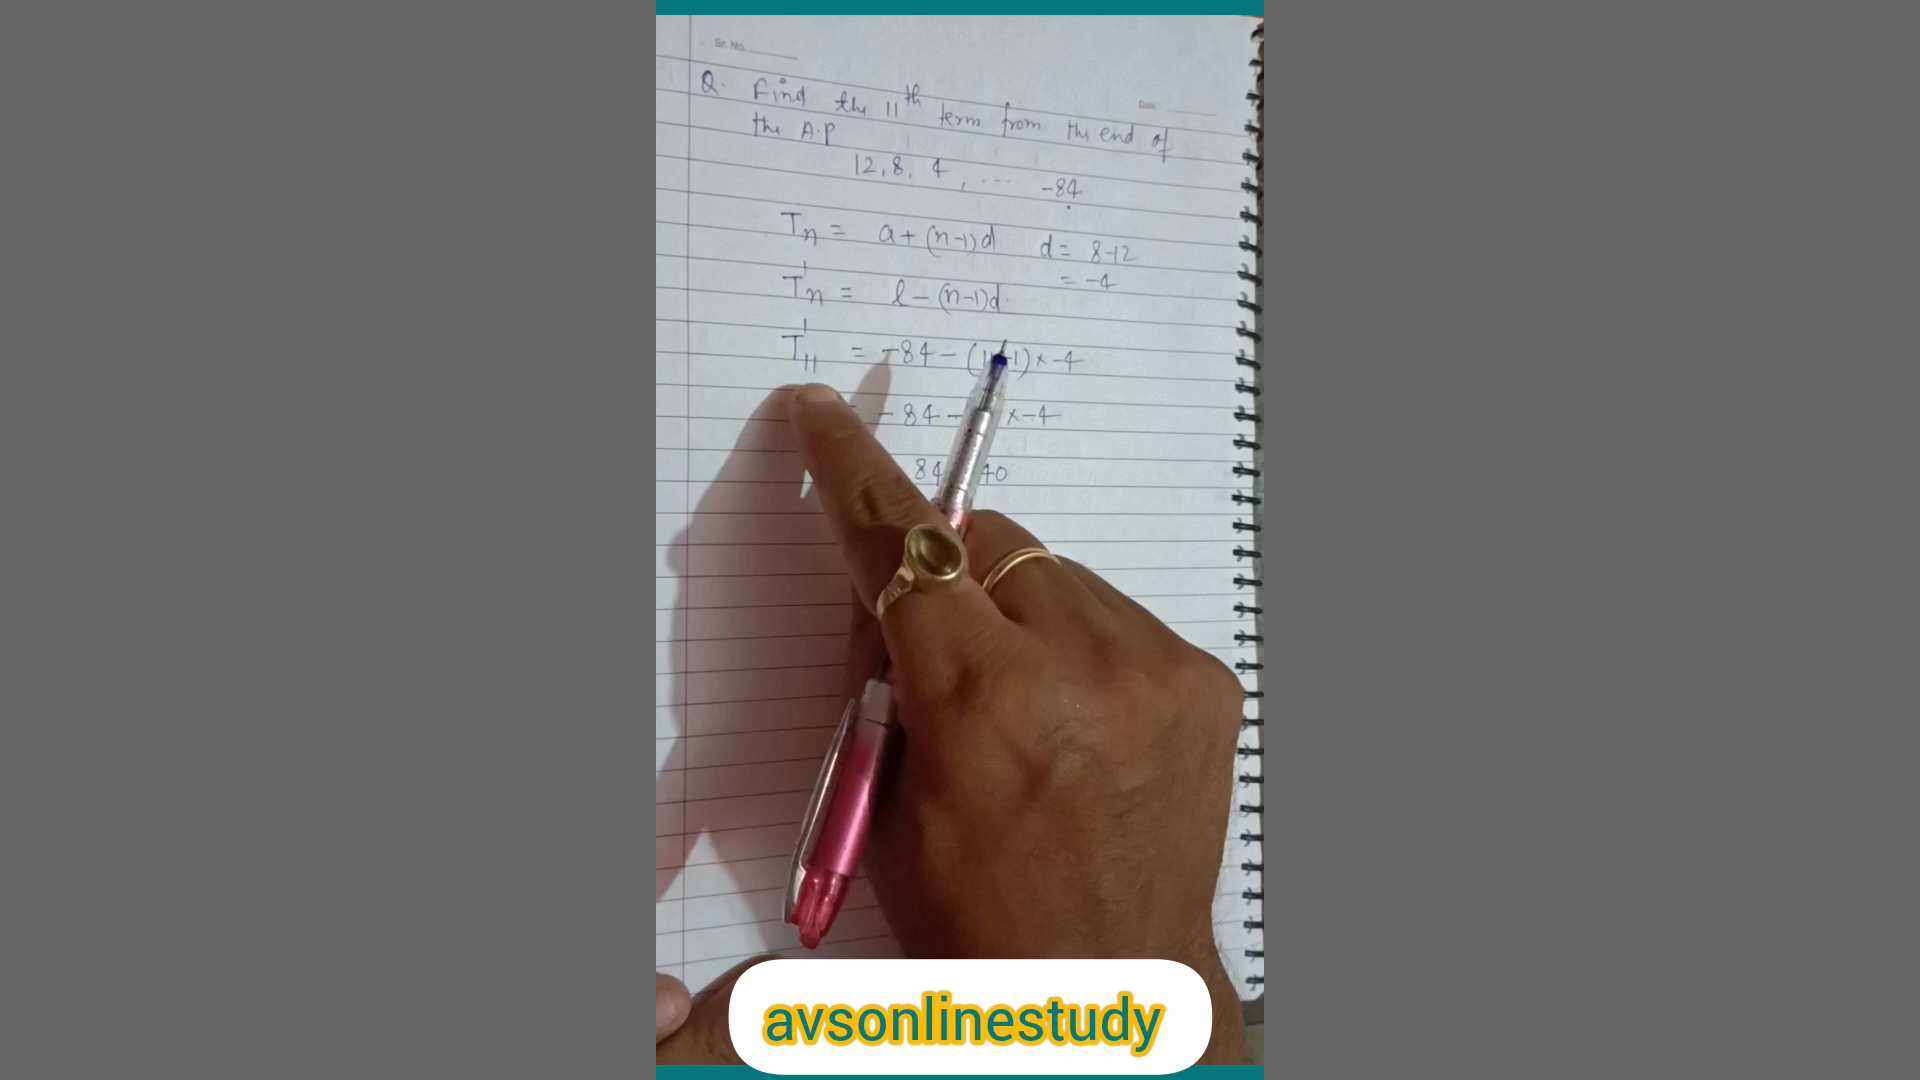 Sr. No.
Date
Q. Find the 11th term from the end of
the A.P
12, 8, 4, .... -84
Tn = a + (n-1)d d = 8-12
= -4
T'n = l - (n-1)d
T'11 = -84 - (11-1) × -4
= -84 - × -4
84 40
avsonlinestudy